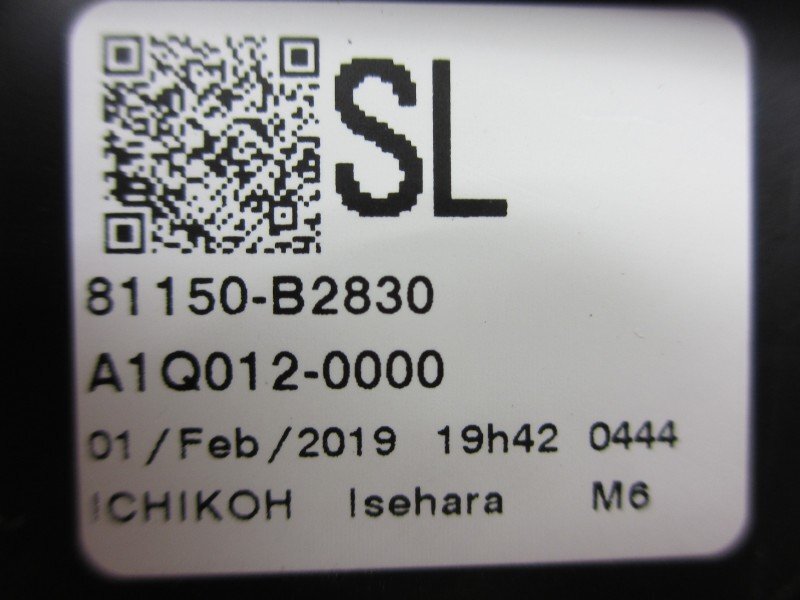 SL
81150-B2830
A1Q012-0000
01/Feb/2019 19h42 0444
ICHIKOH Isehara M6